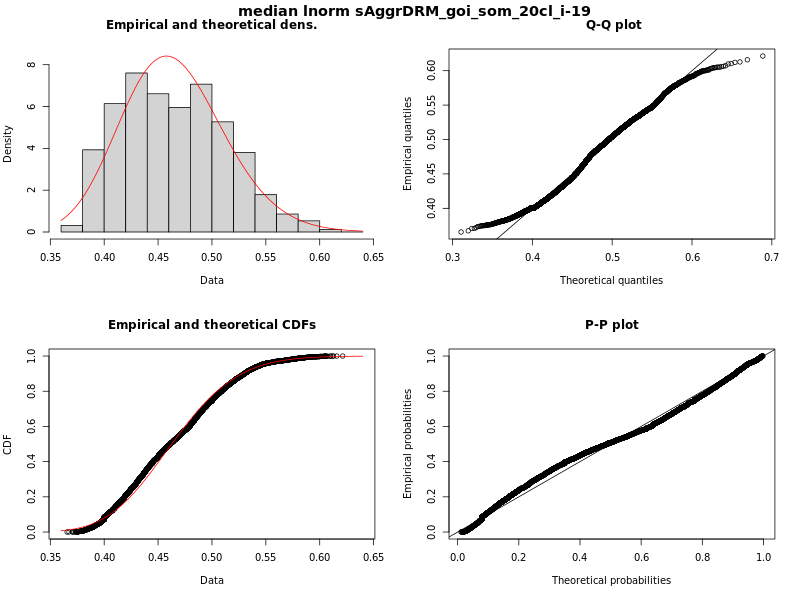 median lnorm sAggrDRM_goi_som_20cl_i-19
Empirical and theoretical dens.
Density
0 2 4 6 8
0.35 0.40 0.45 0.50 0.55 0.60 0.65
Data
Q-Q plot
Empirical quantiles
0.40 0.45 0.50 0.55 0.60
0.3 0.4 0.5 0.6 0.7
Theoretical quantiles
Empirical and theoretical CDFs
CDF
0.0 0.2 0.4 0.6 0.8 1.0
0.35 0.40 0.45 0.50 0.55 0.60 0.65
Data
P-P plot
Empirical probabilities
0.0 0.2 0.4 0.6 0.8 1.0
0.0 0.2 0.4 0.6 0.8 1.0
Theoretical probabilities